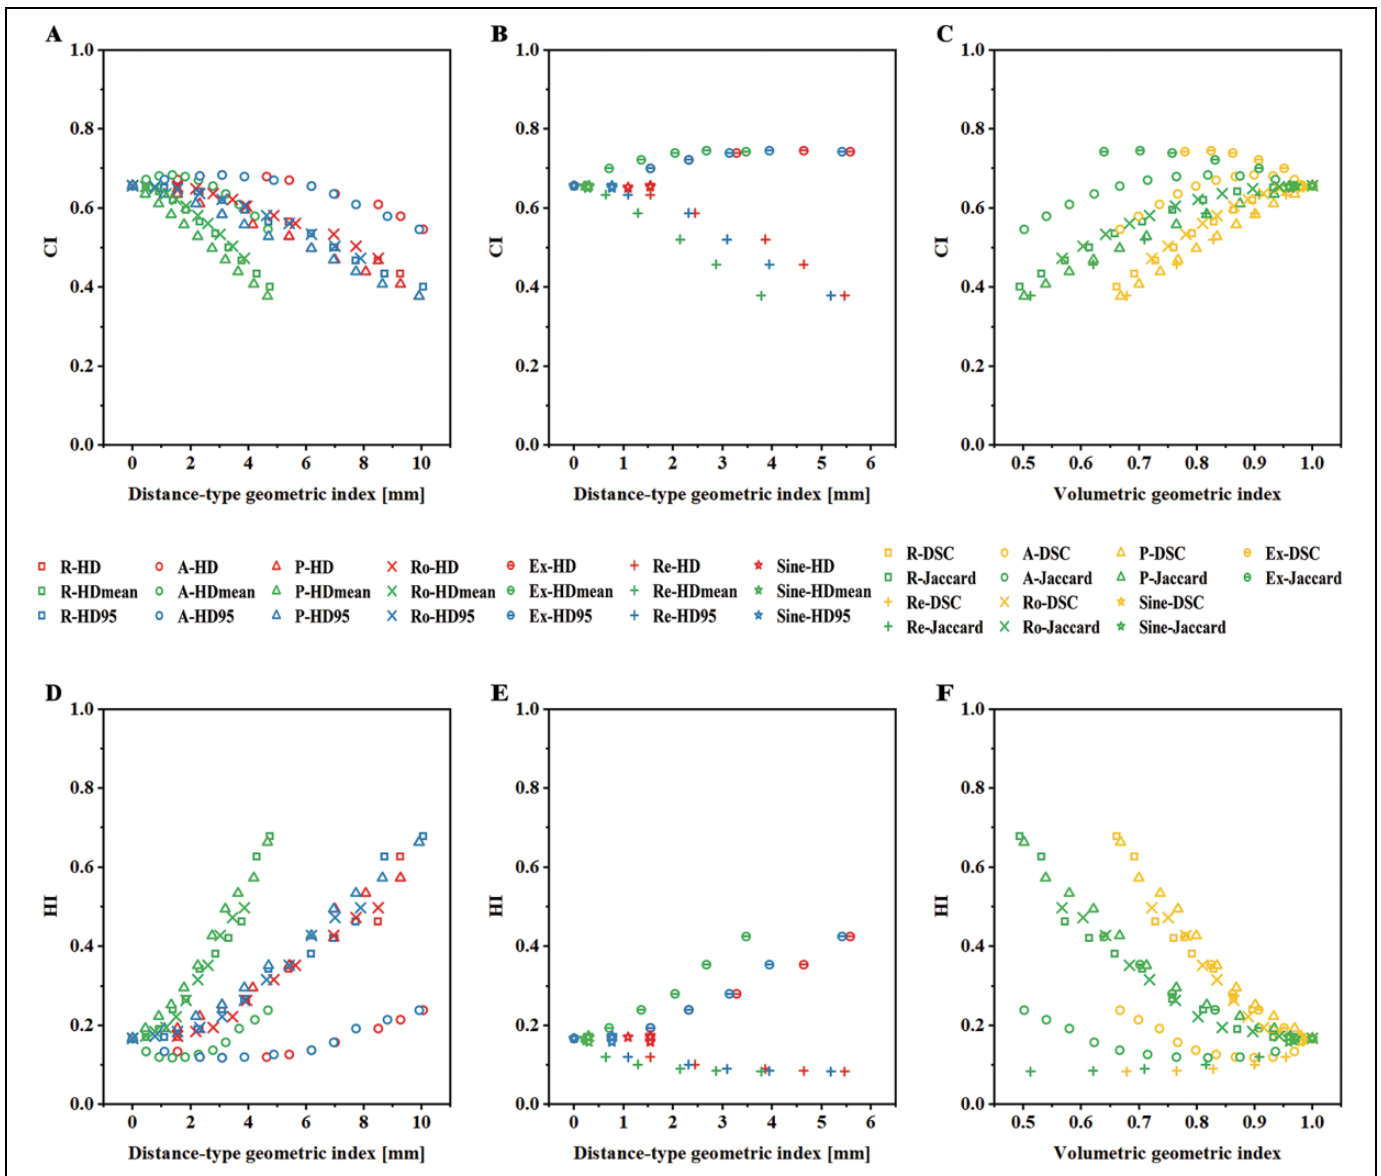 A
B
C
1.0
0.8
0.6
0.4
0.2
0.0
CI
0 2 4 6 8 10
Distance-type geometric index [mm]
1.0
0.8
0.6
0.4
0.2
0.0
CI
0 1 2 3 4 5 6
Distance-type geometric index [mm]
1.0
0.8
0.6
0.4
0.2
0.0
CI
0.5 0.6 0.7 0.8 0.9 1.0
Volumetric geometric index
R-HD A-HD P-HD Ro-HD Ex-HD Re-HD Sine-HD
R-HDmean A-HDmean P-HDmean Ro-HDmean Ex-HDmean Re-HDmean Sine-HDmean
R-HD95 A-HD95 P-HD95 Ro-HD95 Ex-HD95 Re-HD95 Sine-HD95
R-DSC A-DSC P-DSC Ex-DSC
R-Jaccard A-Jaccard P-Jaccard Ex-Jaccard
Re-DSC Ro-DSC Sine-DSC
Re-Jaccard Ro-Jaccard Sine-Jaccard
D
E
F
1.0
0.8
0.6
0.4
0.2
0.0
HI
0 2 4 6 8 10
Distance-type geometric index [mm]
1.0
0.8
0.6
0.4
0.2
0.0
HI
0 1 2 3 4 5 6
Distance-type geometric index [mm]
1.0
0.8
0.6
0.4
0.2
0.0
HI
0.5 0.6 0.7 0.8 0.9 1.0
Volumetric geometric index